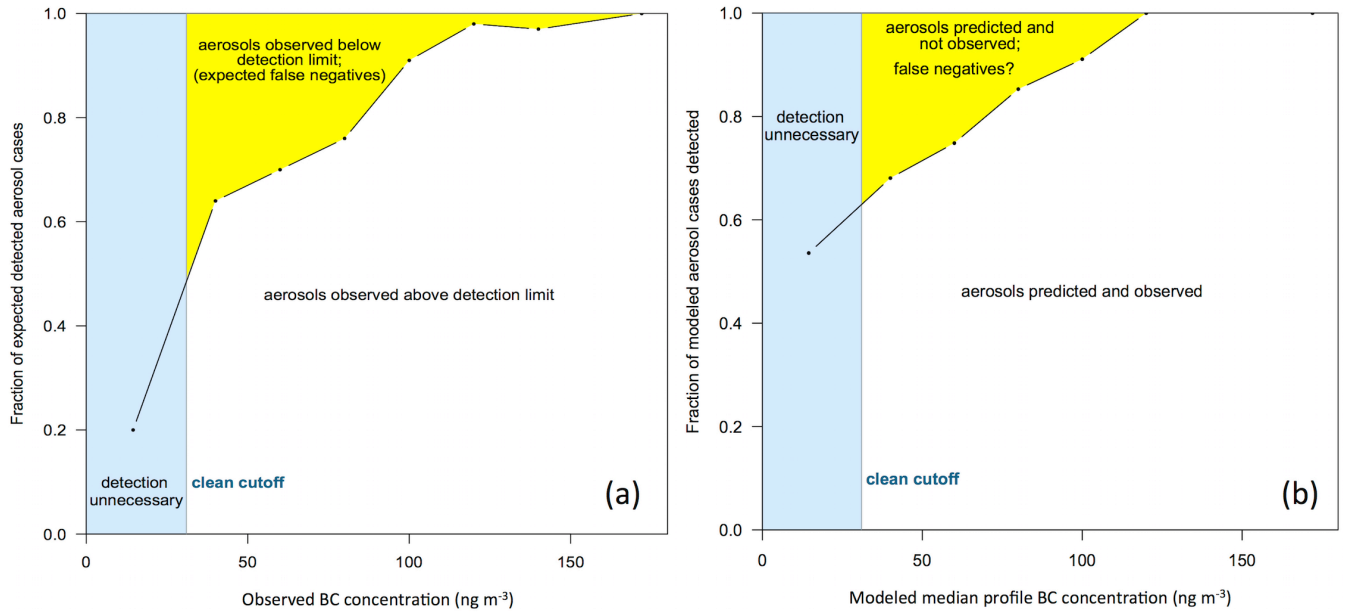 Fraction of expected detected aerosol cases
1.0
0.8
0.6
0.4
0.2
0.0
aerosols observed below
detection limit;
(expected false negatives)
aerosols observed above detection limit
detection
unnecessary
clean cutoff
(a)
0
50
100
150
Observed BC concentration (ng m⁻³)
Fraction of modeled aerosol cases detected
1.0
0.8
0.6
0.4
0.2
0.0
aerosols predicted and
not observed;
false negatives?
detection
unnecessary
aerosols predicted and observed
clean cutoff
(b)
0
50
100
150
Modeled median profile BC concentration (ng m⁻³)